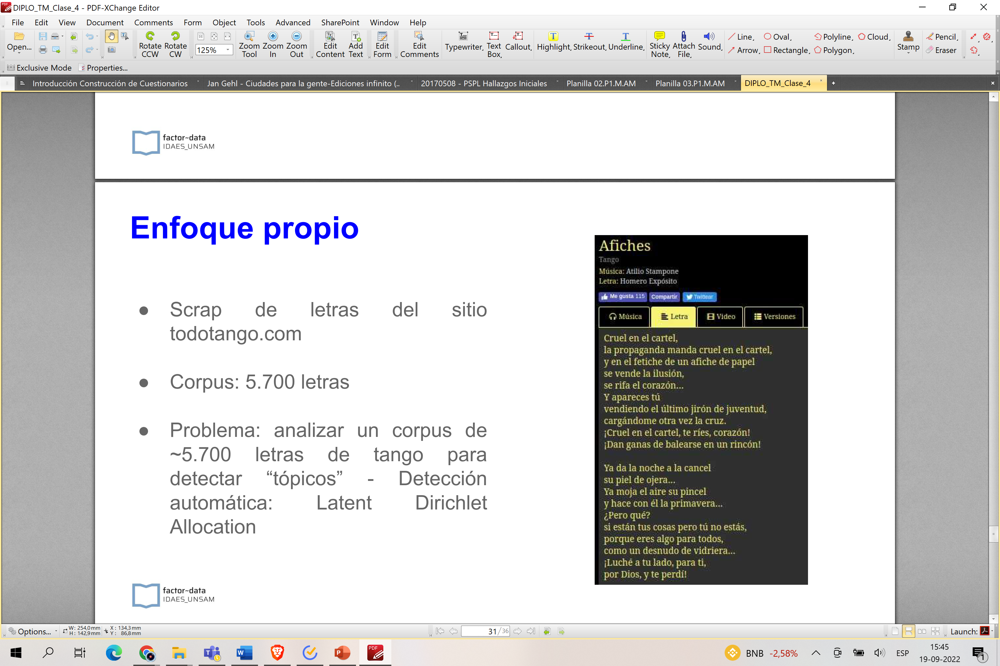 DIPLO_TM_Clase_4 - PDF-XChange Editor
File Edit View Document Comments Form Object Tools Advanced SharePoint Window Help
Open...
Rotate CCW
Rotate CW
125%
Zoom Tool
Zoom In
Zoom Out
Edit Content
Add Text
Edit Form
Edit Comments
Typewriter
Text Box
Callout
Highlight
Strikeout
Underline
Sticky Note
Attach File
Sound
Line
Arrow
Oval
Rectangle
Polyline
Polygon
Cloud
Stamp
Pencil
Eraser
Exclusive Mode Properties...
Introducción Construcción de Cuestionarios
Jan Gehl - Ciudades para la gente-Ediciones infinito (..
20170508 - PSPL Hallazgos Iniciales
Planilla 02.P1.M.AM
Planilla 03.P1.M.AM
DIPLO_TM_Clase_4
factor~data
IDAES_UNSAM
Enfoque propio
● Scrap de letras del sitio
todotango.com
● Corpus: 5.700 letras
● Problema: analizar un corpus de
~5.700 letras de tango para
detectar “tópicos” - Detección
automática: Latent Dirichlet
Allocation
Afiches
Tango
Música: Atilio Stampone
Letra: Homero Expósito
Me gusta 115 Compartir Twittear
Música Letra Video Versiones
Cruel en el cartel,
la propaganda manda cruel en el cartel,
y en el fetiche de un afiche de papel
se vende la ilusión,
se rifa el corazón...
Y apareces tú
vendiendo el último jirón de juventud,
cargándome otra vez la cruz.
¡Cruel en el cartel, te ríes, corazón!
¡Dan ganas de balearse en un rincón!
Ya da la noche a la cancel
su piel de ojera...
Ya moja el aire su pincel
y hace con él la primavera...
¿Pero qué?
si están tus cosas pero tú no estás,
porque eres algo para todos,
como un desnudo de vidriera...
¡Luché a tu lado, para ti,
por Dios, y te perdí!
factor~data
IDAES_UNSAM
Options...
W: 254,0 mm
H: 142,9 mm
X: 134,3 mm
Y: 86,8 mm
31 / 36
Launch:
BNB -2,58%
ESP
15:45
19-09-2022
1